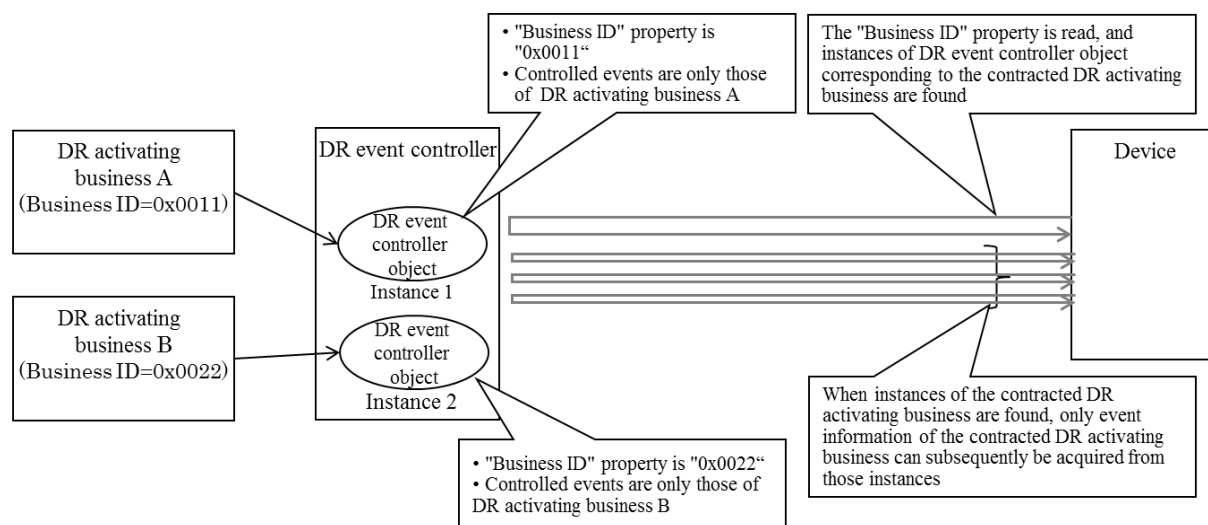 • "Business ID" property is
"0x0011“
• Controlled events are only those
of DR activating business A
The "Business ID" property is read, and
instances of DR event controller object
corresponding to the contracted DR activating
business are found
DR activating
business A
(Business ID=0x0011)
DR event controller
Device
DR event
controller
object
Instance 1
DR activating
business B
(Business ID=0x0022)
DR event
controller
object
Instance 2
When instances of the contracted DR
activating business are found, only event
information of the contracted DR activating
business can subsequently be acquired from
those instances
• "Business ID" property is "0x0022“
• Controlled events are only those of
DR activating business B